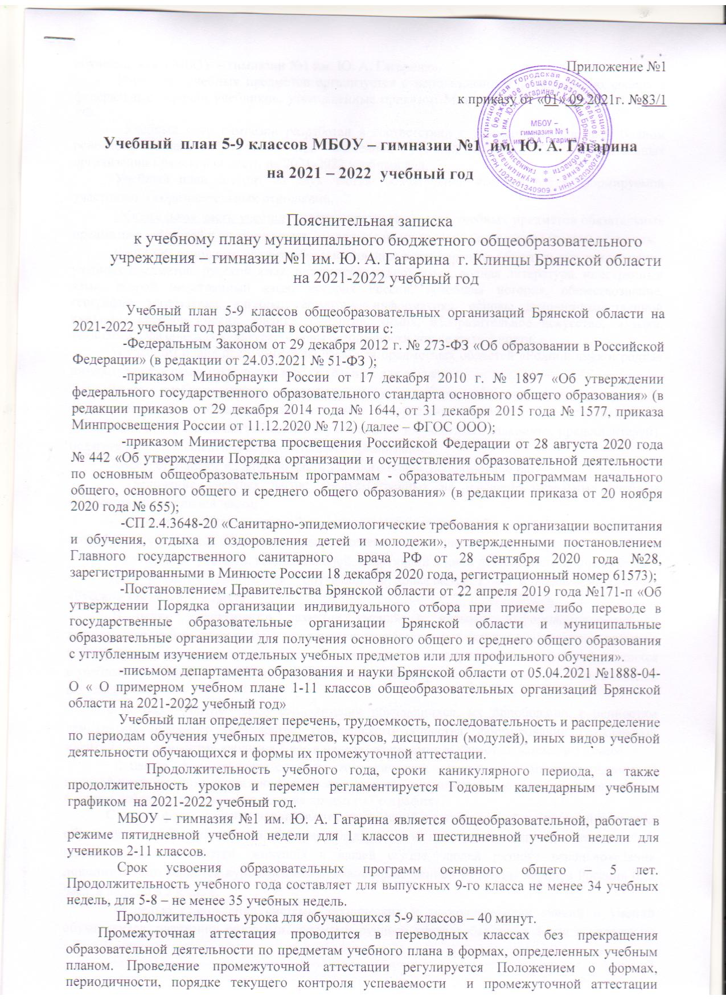 Приложение №1
к приказу от «01» 09 2021г. №83/1
МБОУ –
гимназия № 1
им. Ю.А. Гагарина
Учебный план 5-9 классов МБОУ – гимназии №1 им. Ю. А. Гагарина
на 2021 – 2022 учебный год
Пояснительная записка
к учебному плану муниципального бюджетного общеобразовательного
учреждения – гимназии №1 им. Ю. А. Гагарина г. Клинцы Брянской области
на 2021-2022 учебный год
Учебный план 5-9 классов общеобразовательных организаций Брянской области на
2021-2022 учебный год разработан в соответствии с:
-Федеральным Законом от 29 декабря 2012 г. № 273-ФЗ «Об образовании в Российской
Федерации» (в редакции от 24.03.2021 № 51-ФЗ );
-приказом Минобрнауки России от 17 декабря 2010 г. № 1897 «Об утверждении
федерального государственного образовательного стандарта основного общего образования» (в
редакции приказов от 29 декабря 2014 года № 1644, от 31 декабря 2015 года № 1577, приказа
Минпросвещения России от 11.12.2020 № 712) (далее – ФГОС ООО);
-приказом Министерства просвещения Российской Федерации от 28 августа 2020 года
№ 442 «Об утверждении Порядка организации и осуществления образовательной деятельности
по основным общеобразовательным программам - образовательным программам начального
общего, основного общего и среднего общего образования» (в редакции приказа от 20 ноября
2020 года № 655);
-СП 2.4.3648-20 «Санитарно-эпидемиологические требования к организации воспитания
и обучения, отдыха и оздоровления детей и молодежи», утвержденными постановлением
Главного государственного санитарного врача РФ от 28 сентября 2020 года №28,
зарегистрированными в Минюсте России 18 декабря 2020 года, регистрационный номер 61573);
-Постановлением Правительства Брянской области от 22 апреля 2019 года №171-п «Об
утверждении Порядка организации индивидуального отбора при приеме либо переводе в
государственные образовательные организации Брянской области и муниципальные
образовательные организации для получения основного общего и среднего общего образования
с углубленным изучением отдельных учебных предметов или для профильного обучения».
-письмом департамента образования и науки Брянской области от 05.04.2021 №1888-04-
О « О примерном учебном плане 1-11 классов общеобразовательных организаций Брянской
области на 2021-2022 учебный год»
Учебный план определяет перечень, трудоемкость, последовательность и распределение
по периодам обучения учебных предметов, курсов, дисциплин (модулей), иных видов учебной
деятельности обучающихся и формы их промежуточной аттестации.
Продолжительность учебного года, сроки каникулярного периода, а также
продолжительность уроков и перемен регламентируется Годовым календарным учебным
графиком на 2021-2022 учебный год.
МБОУ – гимназия №1 им. Ю. А. Гагарина является общеобразовательной, работает в
режиме пятидневной учебной недели для 1 классов и шестидневной учебной недели для
учеников 2-11 классов.
Срок усвоения образовательных программ основного общего – 5 лет.
Продолжительность учебного года составляет для выпускных 9-го класса не менее 34 учебных
недель, для 5-8 – не менее 35 учебных недель.
Продолжительность урока для обучающихся 5-9 классов – 40 минут.
Промежуточная аттестация проводится в переводных классах без прекращения
образовательной деятельности по предметам учебного плана в формах, определенных учебным
планом. Проведение промежуточной аттестации регулируется Положением о формах,
периодичности, порядке текущего контроля успеваемости и промежуточной аттестации